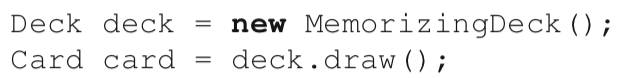 Deck deck = new MemorizingDeck();
Card card = deck.draw();